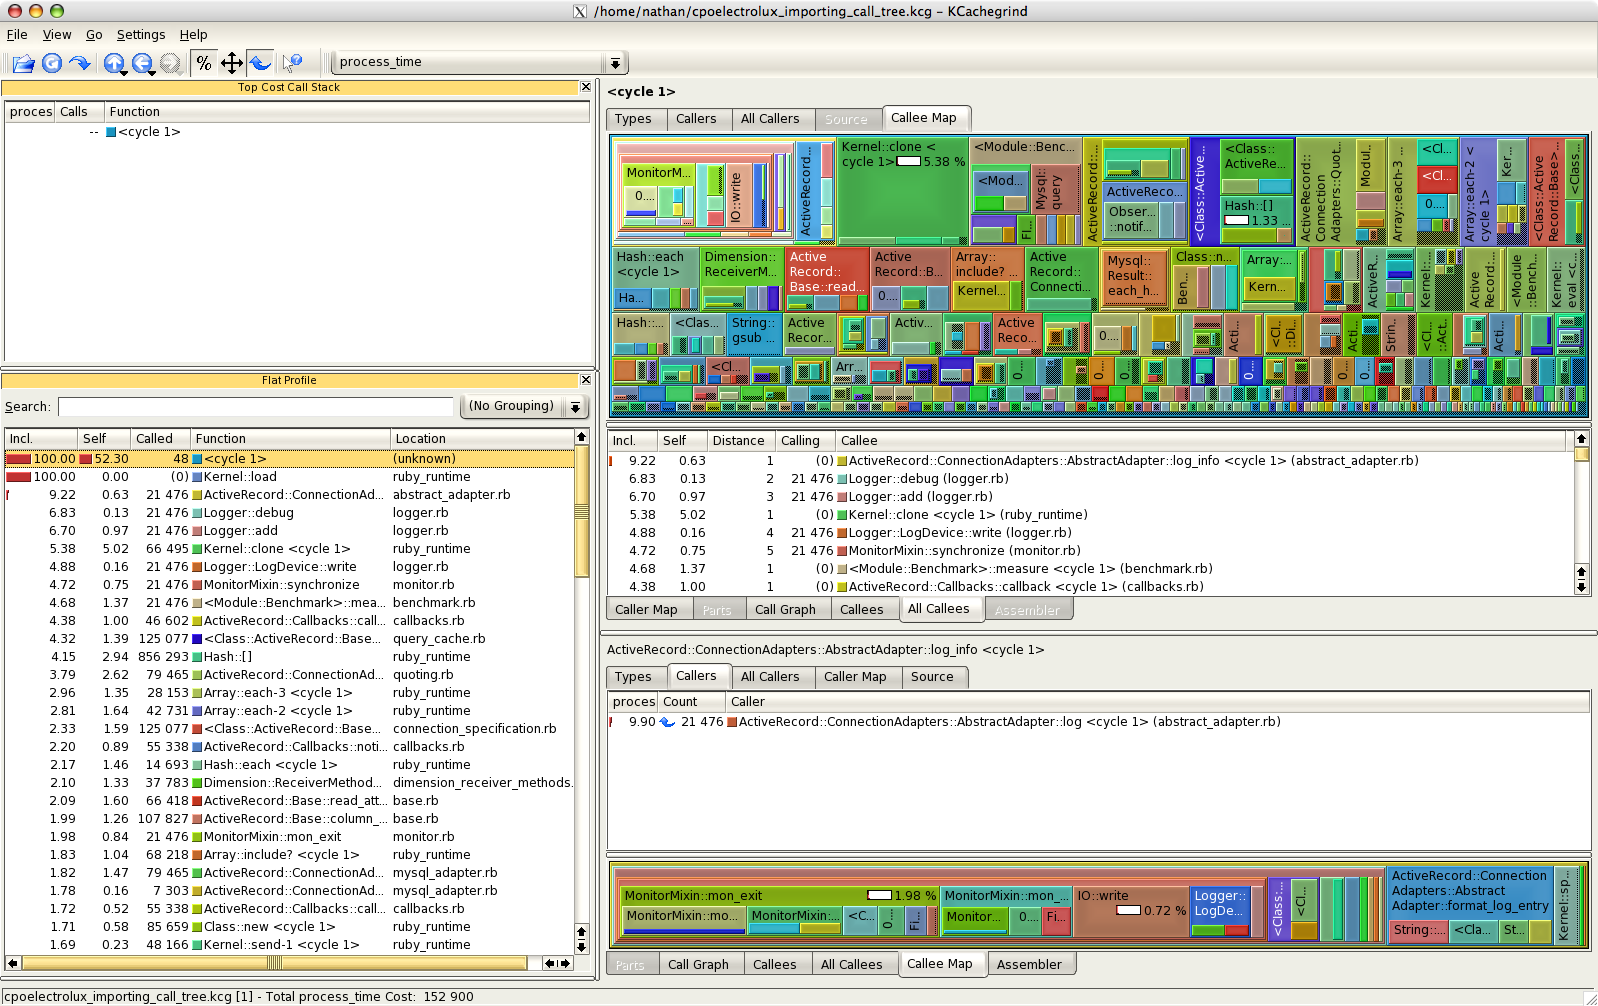 /home/nathan/cpoelectrolux_importing_call_tree.kcg – KCachegrind
File View Go Settings Help
% process_time
Top Cost Call Stack
proces Calls Function
-- <cycle 1>
Flat Profile
Search: (No Grouping)
Incl. Self Called Function Location
100.00 52.30 48 <cycle 1> (unknown)
100.00 0.00 (0) Kernel::load ruby_runtime
9.22 0.63 21 476 ActiveRecord::ConnectionAd... abstract_adapter.rb
6.83 0.13 21 476 Logger::debug logger.rb
6.70 0.97 21 476 Logger::add logger.rb
5.38 5.02 66 495 Kernel::clone <cycle 1> ruby_runtime
4.88 0.16 21 476 Logger::LogDevice::write logger.rb
4.72 0.75 21 476 MonitorMixin::synchronize monitor.rb
4.68 1.37 21 476 <Module::Benchmark>::mea... benchmark.rb
4.38 1.00 46 602 ActiveRecord::Callbacks::call... callbacks.rb
4.32 1.39 125 077 <Class::ActiveRecord::Base... query_cache.rb
4.15 2.94 856 293 Hash::[] ruby_runtime
3.79 2.62 79 465 ActiveRecord::ConnectionAd... quoting.rb
2.96 1.35 28 153 Array::each-3 <cycle 1> ruby_runtime
2.81 1.64 42 731 Array::each-2 <cycle 1> ruby_runtime
2.33 1.59 125 077 <Class::ActiveRecord::Base... connection_specification.rb
2.20 0.89 55 338 ActiveRecord::Callbacks::noti... callbacks.rb
2.17 1.46 14 693 Hash::each <cycle 1> ruby_runtime
2.10 1.33 37 783 Dimension::ReceiverMethod... dimension_receiver_methods.
2.09 1.60 66 418 ActiveRecord::Base::read_att... base.rb
1.99 1.26 107 827 ActiveRecord::Base::column_... base.rb
1.98 0.84 21 476 MonitorMixin::mon_exit monitor.rb
1.83 1.04 68 218 Array::include? <cycle 1> ruby_runtime
1.82 1.47 79 465 ActiveRecord::ConnectionAd... mysql_adapter.rb
1.78 0.16 7 303 ActiveRecord::ConnectionAd... mysql_adapter.rb
1.72 0.52 55 338 ActiveRecord::Callbacks::call... callbacks.rb
1.71 0.58 85 659 Class::new <cycle 1> ruby_runtime
1.69 0.23 48 166 Kernel::send-1 <cycle 1> ruby_runtime
cpoelectrolux_importing_call_tree.kcg [1] - Total process_time Cost: 152 900
<cycle 1>
Types Callers All Callers Source Callee Map
MonitorM...
0....
IO::write
ActiveRecord...
Kernel::clone <
cycle 1> 5.38 %
<Module::Benc...
<Mod...
Mysql::
query
Fi...
ActiveRecord::...
ActiveReco...
Obser...
::notif...
<Class::Active...
<Class::
ActiveRe...
Hash::[]
1.33 ...
ActiveRecord::
Connection
Adapters::Quot...
Modul...
Array::each-3 ...
<Cl...
<Cl...
0....
Array::each-2 <
cycle 1>
Ker...
<Class::Active
Record::Base>...
<Class...
Hash::each
<cycle 1>
Ha...
Dimension::
ReceiverM...
Active
Record::
Base::read...
Active
Record::B...
0....
Array::
include? ...
Kernel...
Active
Record::
Connecti...
Mysql::
Result::
each_h...
Class::n...
Ben...
Array:...
Kern...
ActiveR...
Kernel::...
Active
Record:...
<Module
::Bench...
Kernel::
eval <c...
Hash::...
<Clas...
String::
gsub ...
Active
Recor...
Activ...
Active
Reco...
0....
Acti...
<Cl...
::Di...
Acti...
Strin...
<Cl...
::Act...
Acti...
<Cl...
Arr...
0...
0...
0...
0...
0...
0...
Incl. Self Distance Calling Callee
9.22 0.63 1 (0) ActiveRecord::ConnectionAdapters::AbstractAdapter::log_info <cycle 1> (abstract_adapter.rb)
6.83 0.13 2 21 476 Logger::debug (logger.rb)
6.70 0.97 3 21 476 Logger::add (logger.rb)
5.38 5.02 1 (0) Kernel::clone <cycle 1> (ruby_runtime)
4.88 0.16 4 21 476 Logger::LogDevice::write (logger.rb)
4.72 0.75 5 21 476 MonitorMixin::synchronize (monitor.rb)
4.68 1.37 1 (0) <Module::Benchmark>::measure <cycle 1> (benchmark.rb)
4.38 1.00 1 (0) ActiveRecord::Callbacks::callback <cycle 1> (callbacks.rb)
Caller Map Parts Call Graph Callees All Callees Assembler
ActiveRecord::ConnectionAdapters::AbstractAdapter::log_info <cycle 1>
Types Callers All Callers Caller Map Source
proces Count Caller
9.90 21 476 ActiveRecord::ConnectionAdapters::AbstractAdapter::log <cycle 1> (abstract_adapter.rb)
MonitorMixin::mon_exit 1.98 %
MonitorMixin::mo...
MonitorMixin:...
<C...
0...
Fi...
MonitorMixin::mon_...
Monitor...
0...
Fi...
IO::write
0.72 %
Logger::
LogDe...
<Class:...
<Cl...
ActiveRecord::Connection
Adapters::Abstract
Adapter::format_log_entry
String::...
<Cla...
St...
Kernel::sp...
Parts Call Graph Callees All Callees Callee Map Assembler